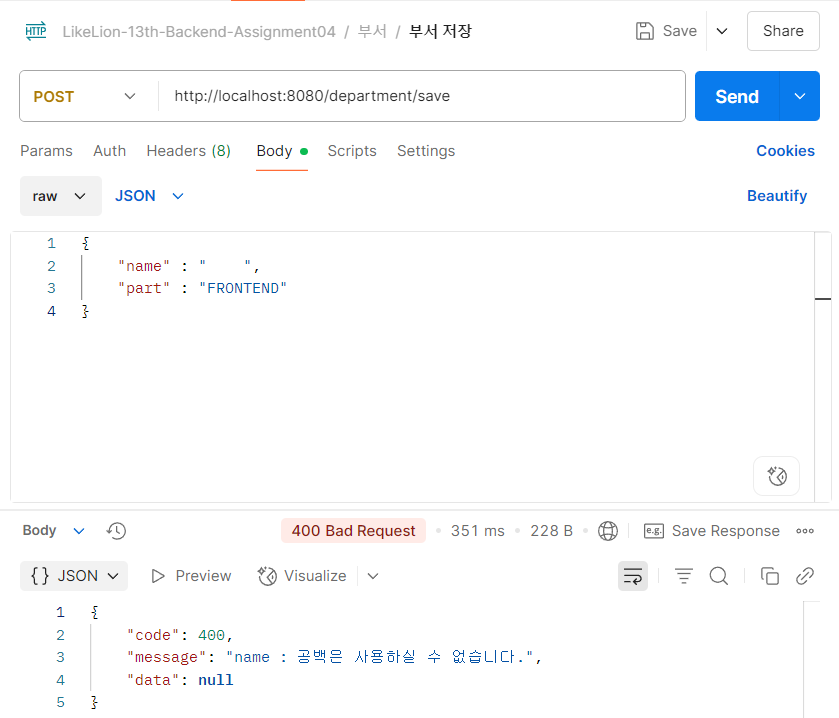 HTTP LikeLion-13th-Backend-Assignment04 / 부서 / 부서 저장 Save Share
POST http://localhost:8080/department/save Send
Params Auth Headers (8) Body Scripts Settings Cookies
raw JSON Beautify
1 {
2 "name" : "    ",
3 "part" : "FRONTEND"
4 }
Body 400 Bad Request • 351 ms • 228 B • e.g. Save Response
{} JSON Preview Visualize
1 {
2 "code": 400,
3 "message": "name : 공백은 사용하실 수 없습니다.",
4 "data": null
5 }